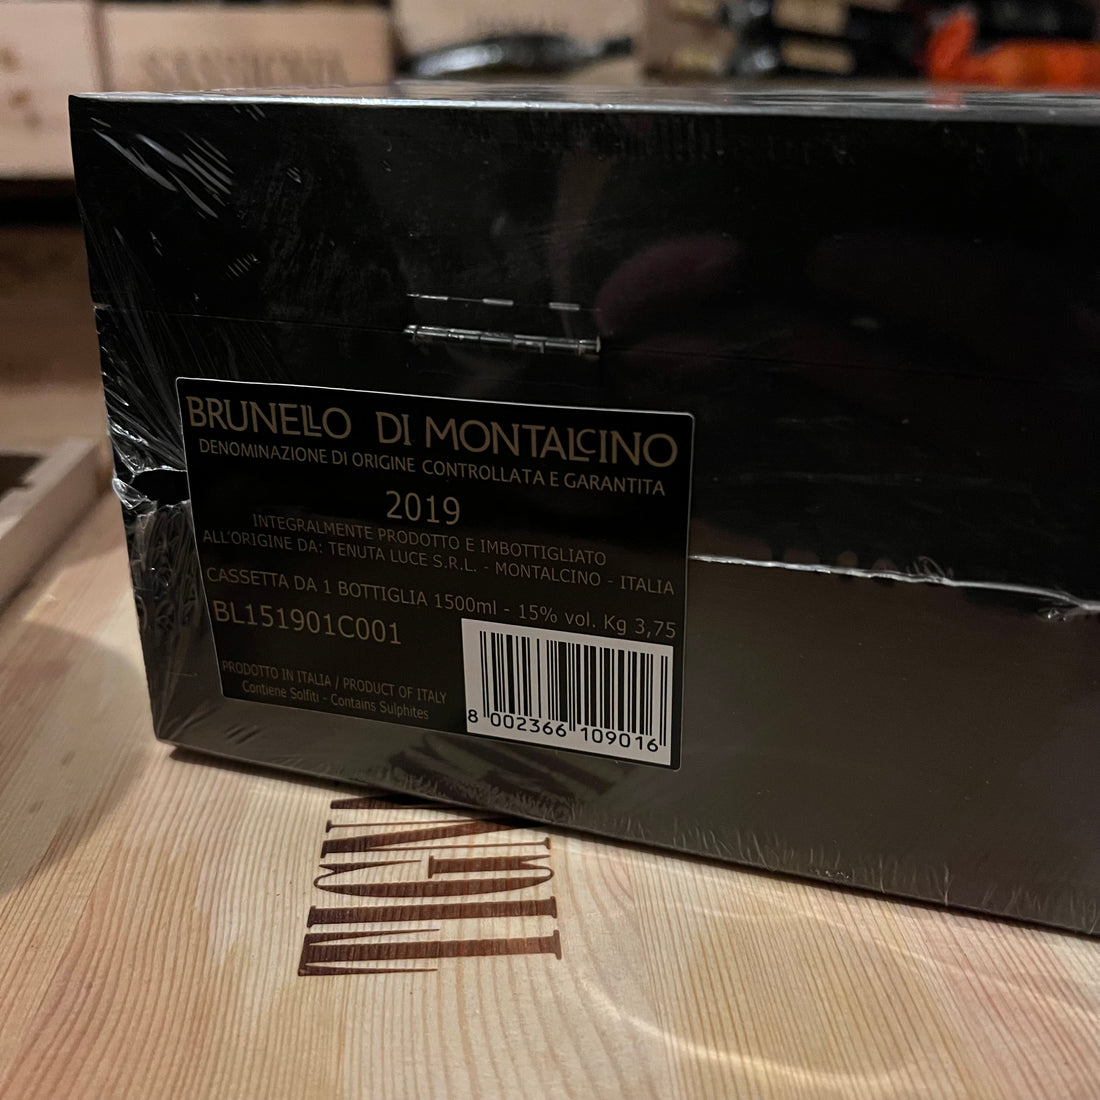 BRUNELLO DI MONTALCINO
DENOMINAZIONE DI ORIGINE CONTROLLATA E GARANTITA
2019
INTEGRALMENTE PRODOTTO E IMBOTTIGLIATO
ALL'ORIGINE DA: TENUTA LUCE S.R.L. - MONTALCINO - ITALIA
CASSETTA DA 1 BOTTIGLIA 1500ml - 15% vol. Kg 3,75
BL151901C001
PRODOTTO IN ITALIA / PRODUCT OF ITALY
Contiene Solfiti - Contains Sulphites
8 002366 109016